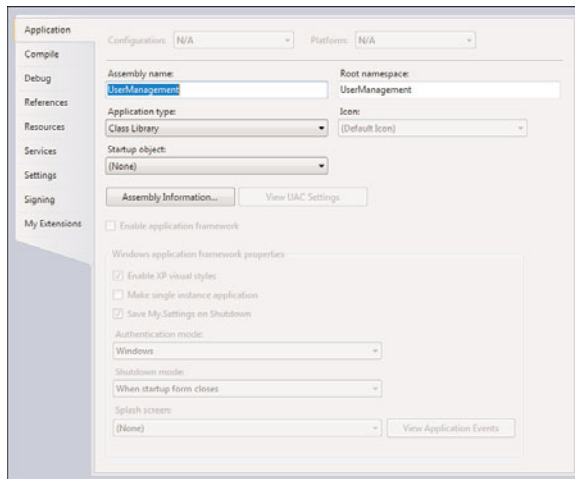 Application
Compile
Debug
References
Resources
Services
Settings
Signing
My Extensions
Configuration: N/A Platform: N/A
Assembly name: Root namespace:
UserManagement UserManagement
Application type: Icon:
Class Library (Default Icon)
Startup object:
(None)
Assembly Information... View UAC Settings
Enable application framework
Windows application framework properties
Enable XP visual styles
Make single instance application
Save My.Settings on Shutdown
Authentication mode:
Windows
Shutdown mode:
When startup form closes
Splash screen:
(None) View Application Events